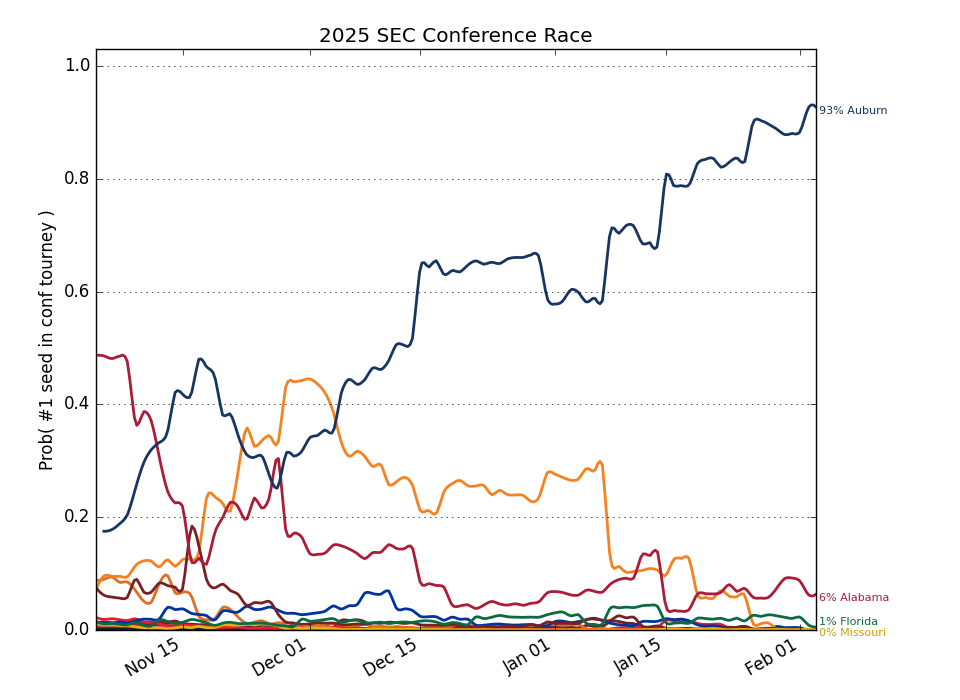 2025 SEC Conference Race
Prob( #1 seed in conf tourney )
1.0
0.8
0.6
0.4
0.2
0.0
Nov 15
Dec 01
Dec 15
Jan 01
Jan 15
Feb 01
93% Auburn
6% Alabama
1% Florida
0% Missouri